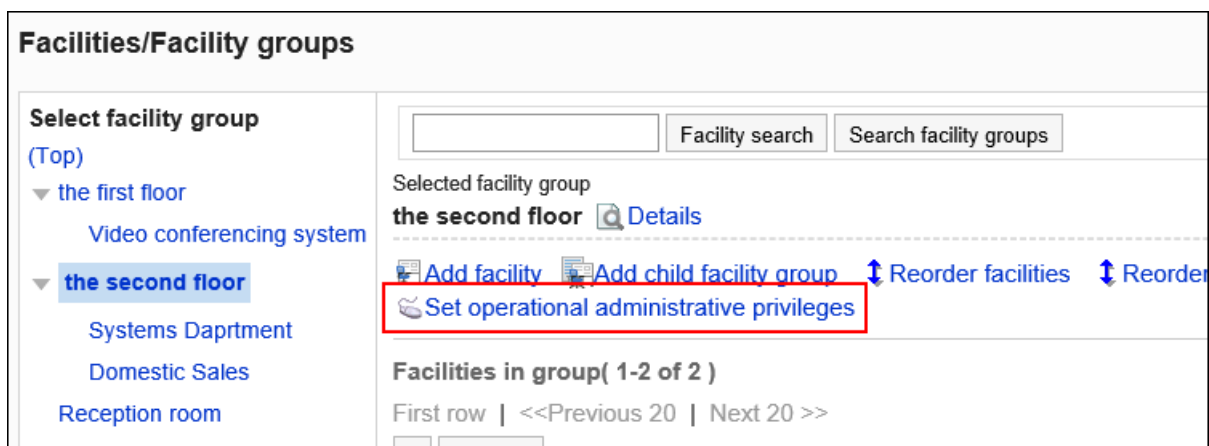 Facilities/Facility groups
Select facility group
(Top)
the first floor
Video conferencing system
the second floor
Systems Daprtment
Domestic Sales
Reception room
Facility search
Search facility groups
Selected facility group
the second floor Details
Add facility Add child facility group Reorder facilities Reorder
Set operational administrative privileges
Facilities in group( 1-2 of 2 )
First row | <<Previous 20 | Next 20 >>